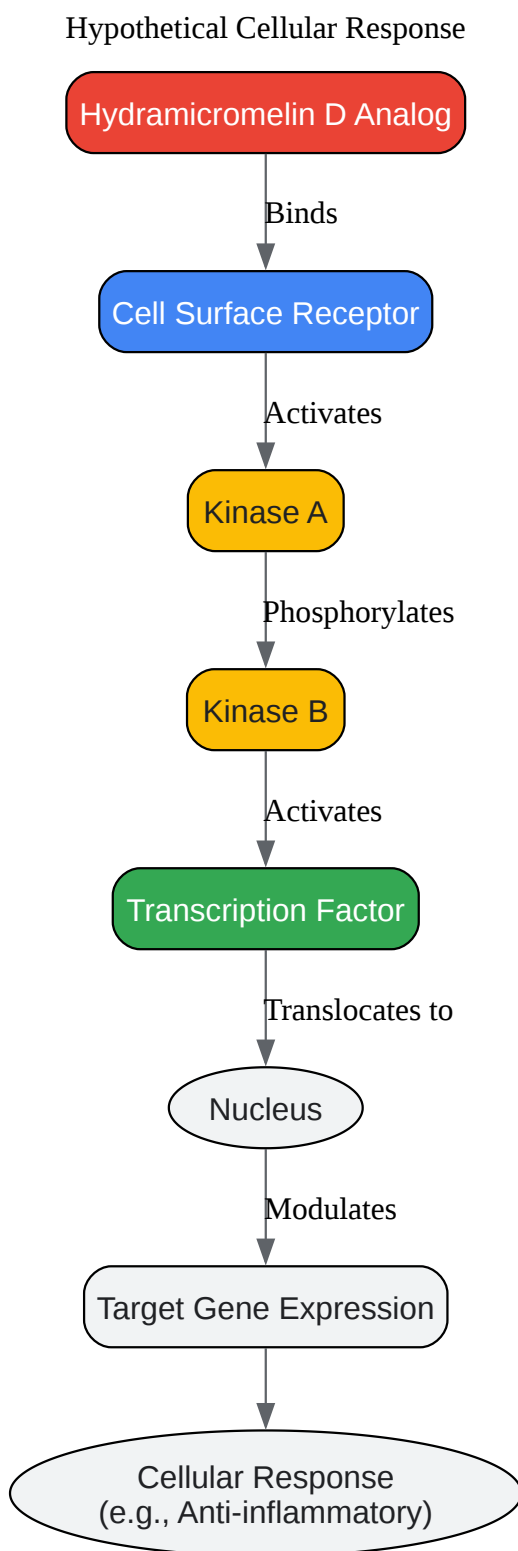 Hypothetical Cellular Response
Hydramicromelin D Analog
Binds
Cell Surface Receptor
Activates
Kinase A
Phosphorylates
Kinase B
Activates
Transcription Factor
Translocates to
Nucleus
Modulates
Target Gene Expression
Cellular Response
(e.g., Anti-inflammatory)